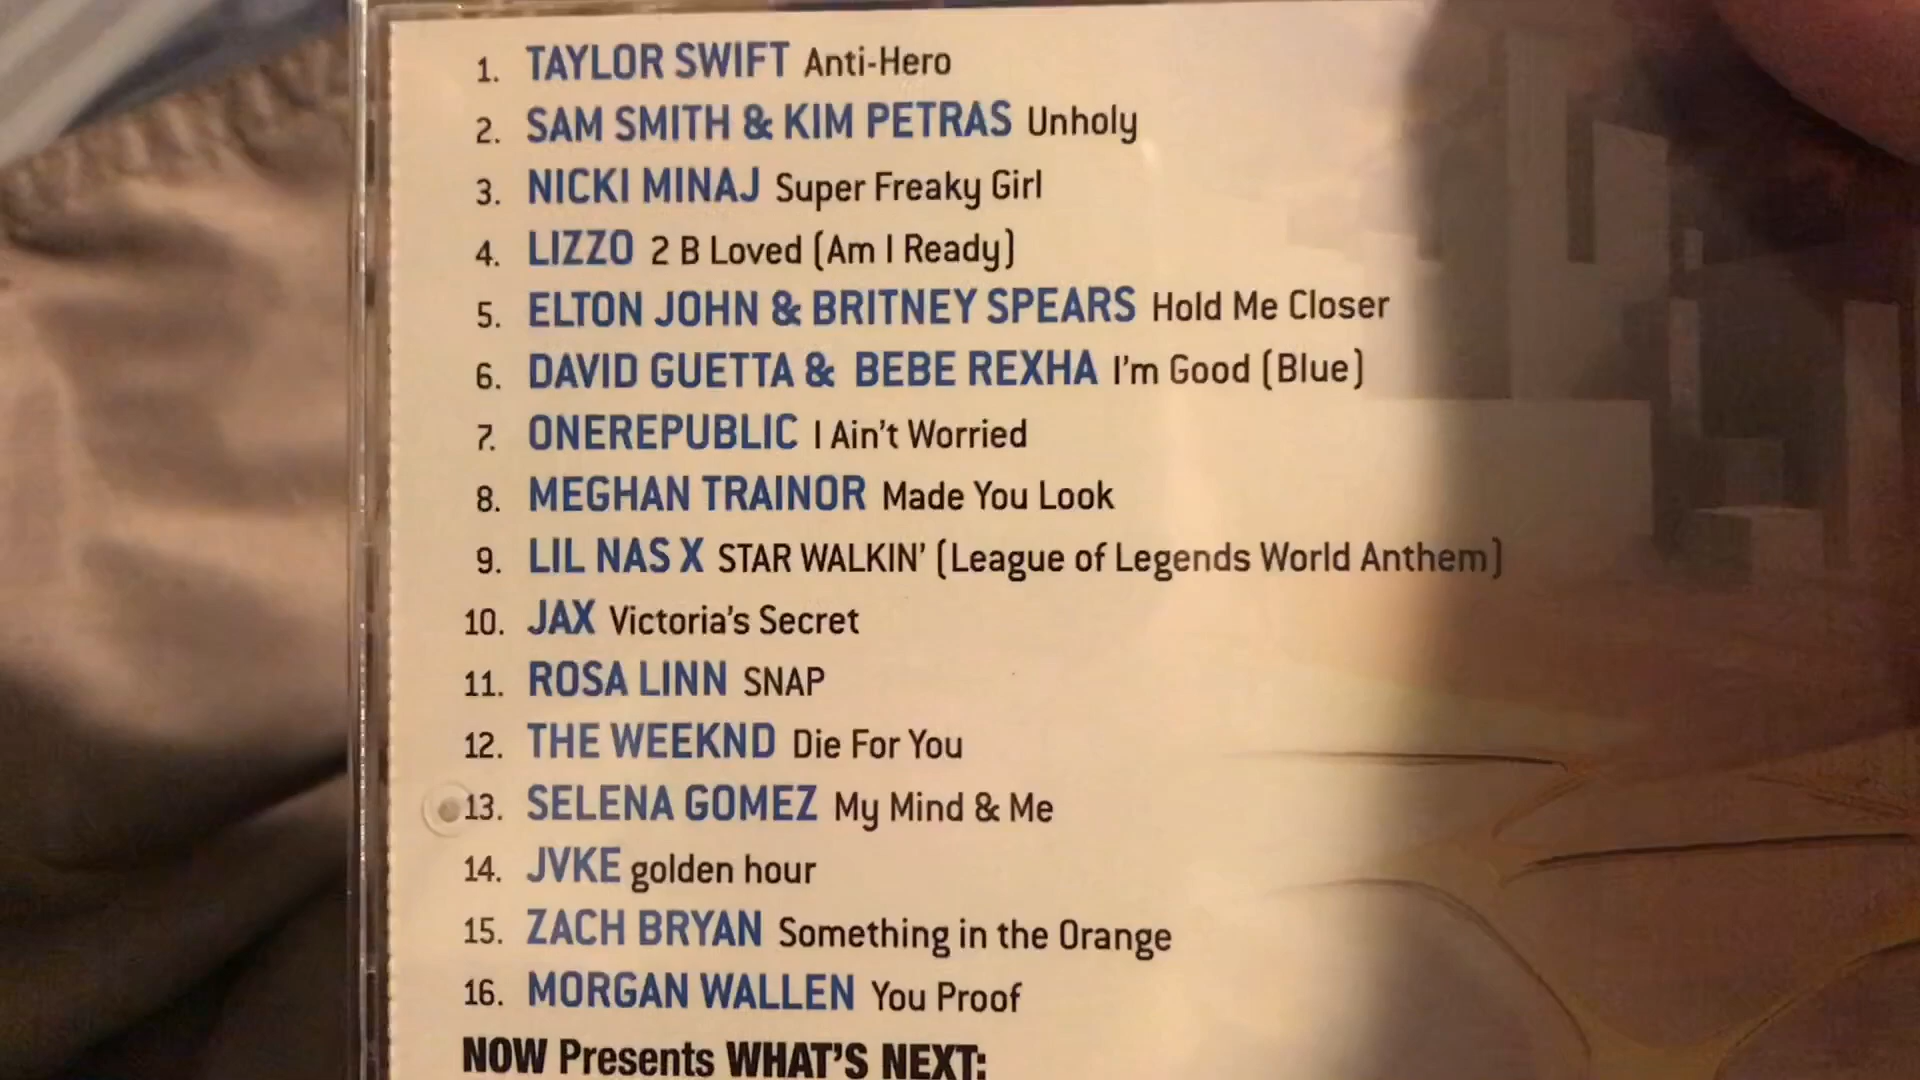 1. TAYLOR SWIFT Anti-Hero
2. SAM SMITH & KIM PETRAS Unholy
3. NICKI MINAJ Super Freaky Girl
4. LIZZO 2 B Loved (Am I Ready)
5. ELTON JOHN & BRITNEY SPEARS Hold Me Closer
6. DAVID GUETTA & BEBE REXHA I'm Good (Blue)
7. ONEREPUBLIC I Ain't Worried
8. MEGHAN TRAINOR Made You Look
9. LIL NAS X STAR WALKIN' (League of Legends World Anthem)
10. JAX Victoria's Secret
11. ROSA LINN SNAP
12. THE WEEKND Die For You
13. SELENA GOMEZ My Mind & Me
14. JVKE golden hour
15. ZACH BRYAN Something in the Orange
16. MORGAN WALLEN You Proof
NOW Presents WHAT'S NEXT: